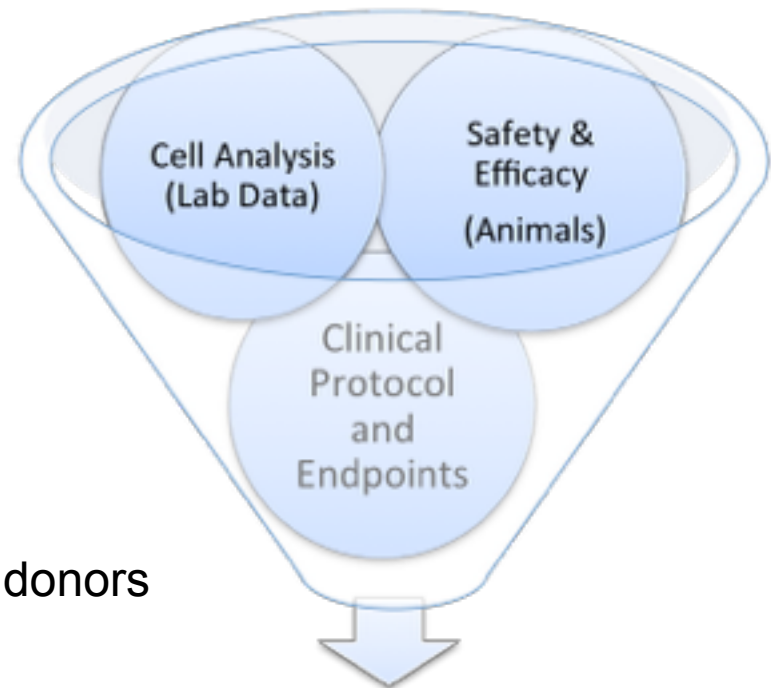 Cell Analysis
(Lab Data)
Safety &
Efficacy
(Animals)
Clinical
Protocol
and
Endpoints
donors